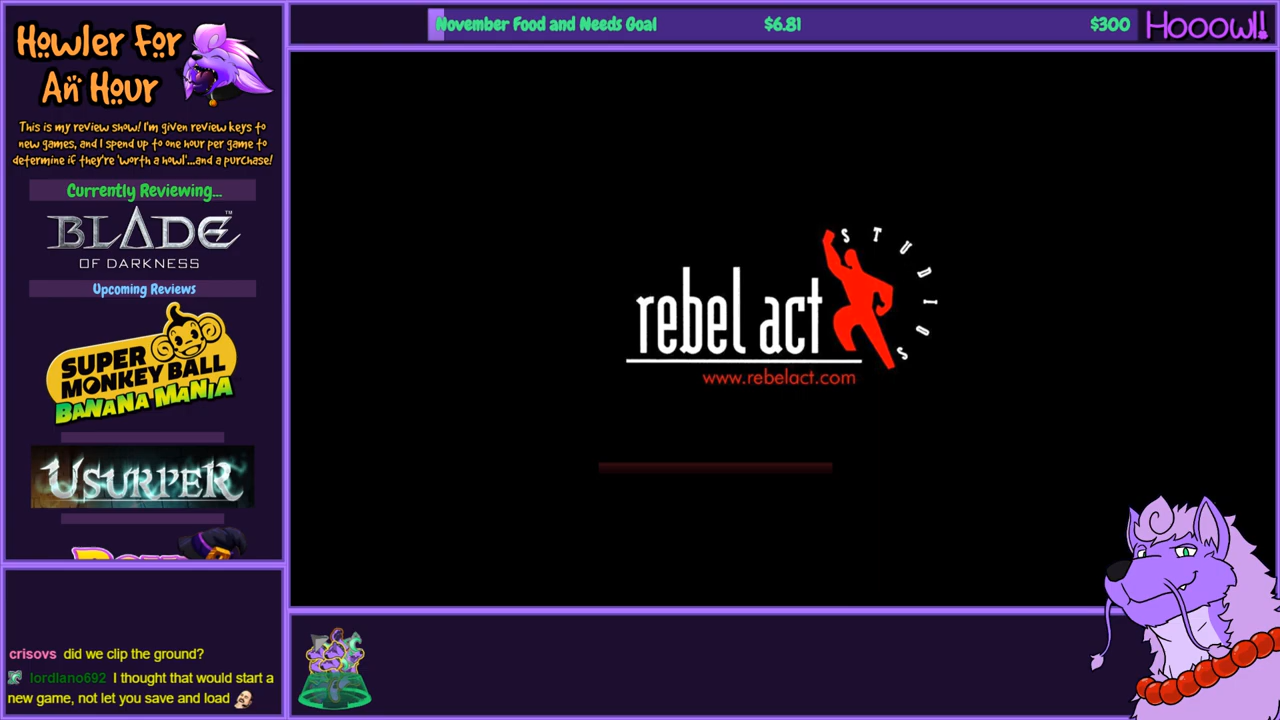 Howler For
An Hour
This is my review show! I'm given review keys to
new games, and I spend up to one hour per game to
determine if they're 'worth a howl'...and a purchase!
Currently Reviewing...
BLADE™
OF DARKNESS
Upcoming Reviews
SUPER
MONKEY BALL
BANANA MANIA
USURPER
November Food and Needs Goal $6.81 $300 Hooowl!!
STUDIOS
rebel act
www.rebelact.com
crisovs did we clip the ground?
lordlano692 I thought that would start a
new game, not let you save and load